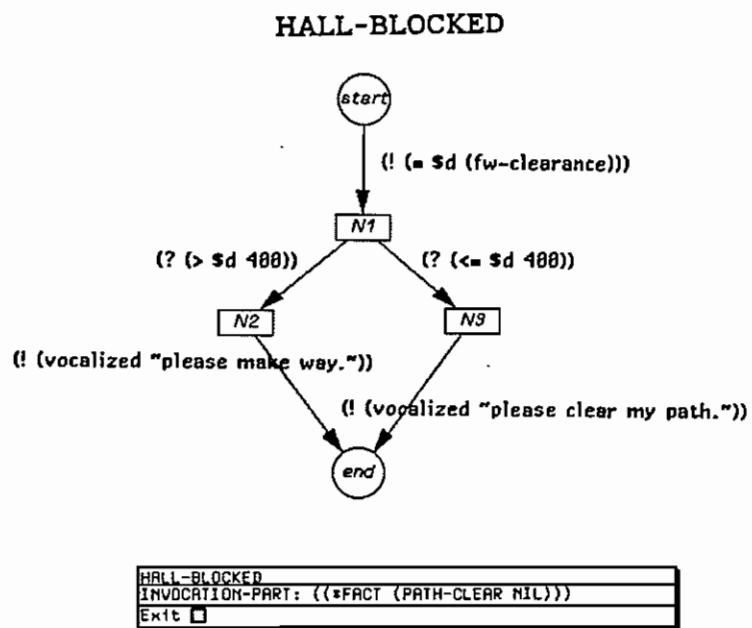 HALL-BLOCKED
start
(! (= $d (fw-clearance)))
N1
(? (> $d 400))
(? (<= $d 400))
N2
N3
(! (vocalized "please make way."))
(! (vocalized "please clear my path."))
end
HALL-BLOCKED
INVOCATION-PART: ((*FACT (PATH-CLEAR NIL)))
Exit